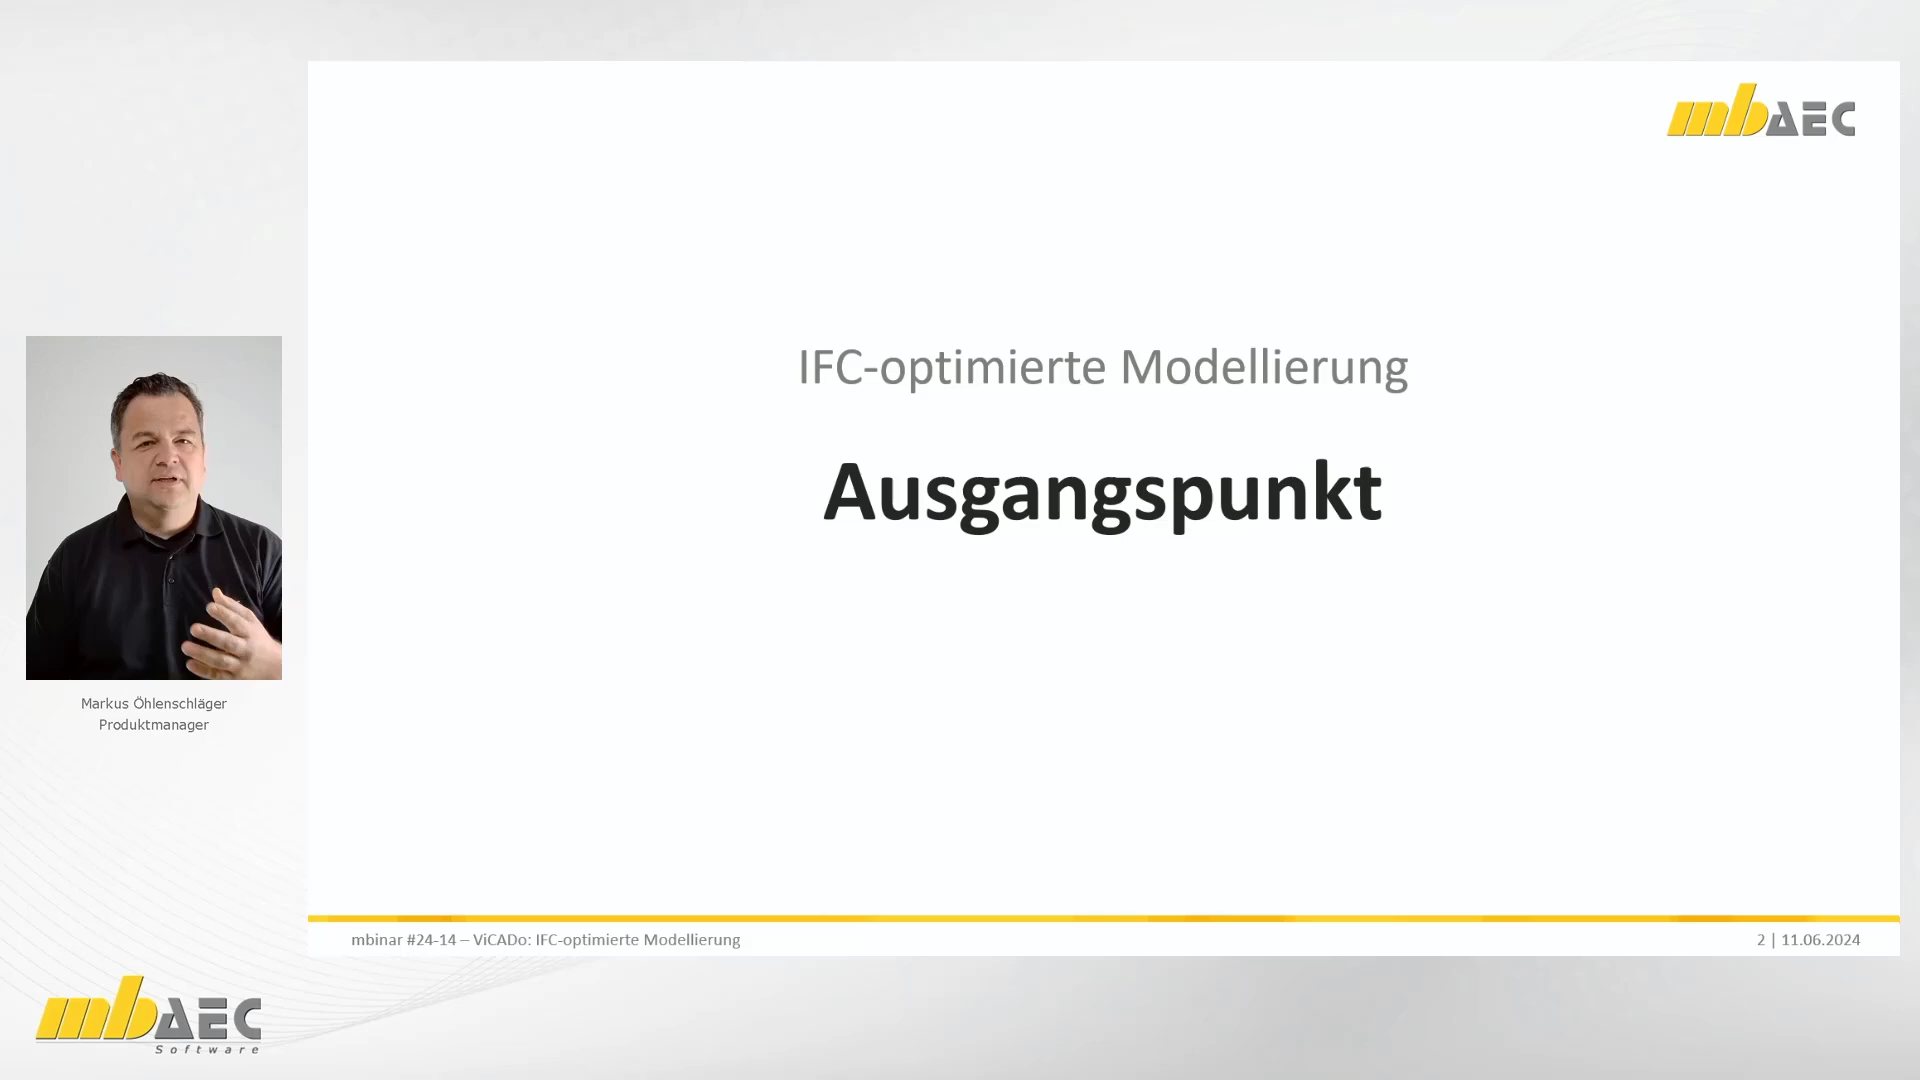 mbAEC
IFC-optimierte Modellierung
Ausgangspunkt
Markus Öhlenschläger
Produktmanager
mbinar #24-14 – ViCADo: IFC-optimierte Modellierung
2 | 11.06.2024
mbAEC
Software